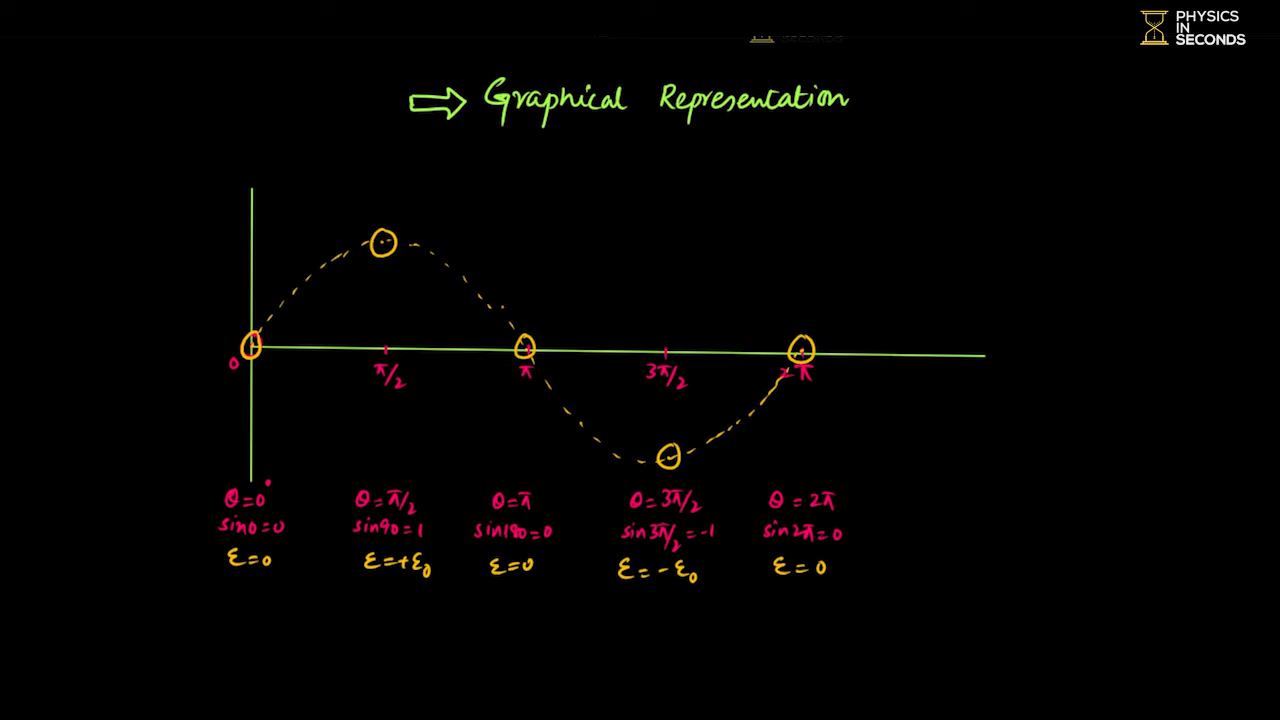 PHYSICS
IN
SECONDS
⇒ Graphical Representation
0
π/2
π
3π/2
2π
θ=0°
θ=π/2
θ=π
θ=3π/2
θ=2π
sin0=0
sin90=1
sin180=0
sin3π/2=-1
sin2π=0
ε=0
ε=+ε₀
ε=0
ε=-ε₀
ε=0